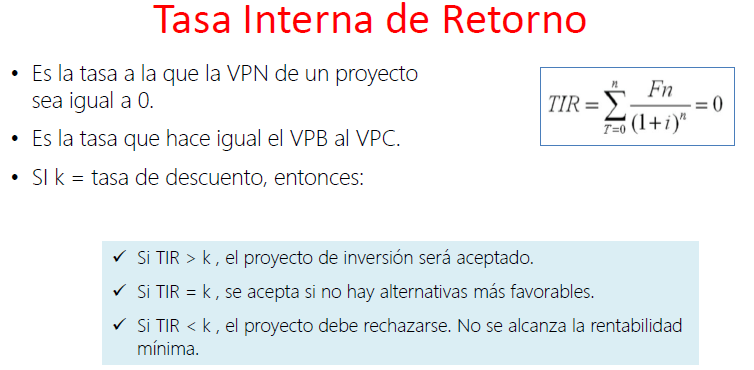 Tasa Interna de Retorno
• Es la tasa a la que la VPN de un proyecto
sea igual a 0.
• Es la tasa que hace igual el VPB al VPC.
• SI k = tasa de descuento, entonces:
TIR = \sum_{T=0}^{n} \frac{Fn}{(1+i)^n} = 0
✓ Si TIR > k , el proyecto de inversión será aceptado.
✓ Si TIR = k , se acepta si no hay alternativas más favorables.
✓ Si TIR < k , el proyecto debe rechazarse. No se alcanza la rentabilidad
mínima.